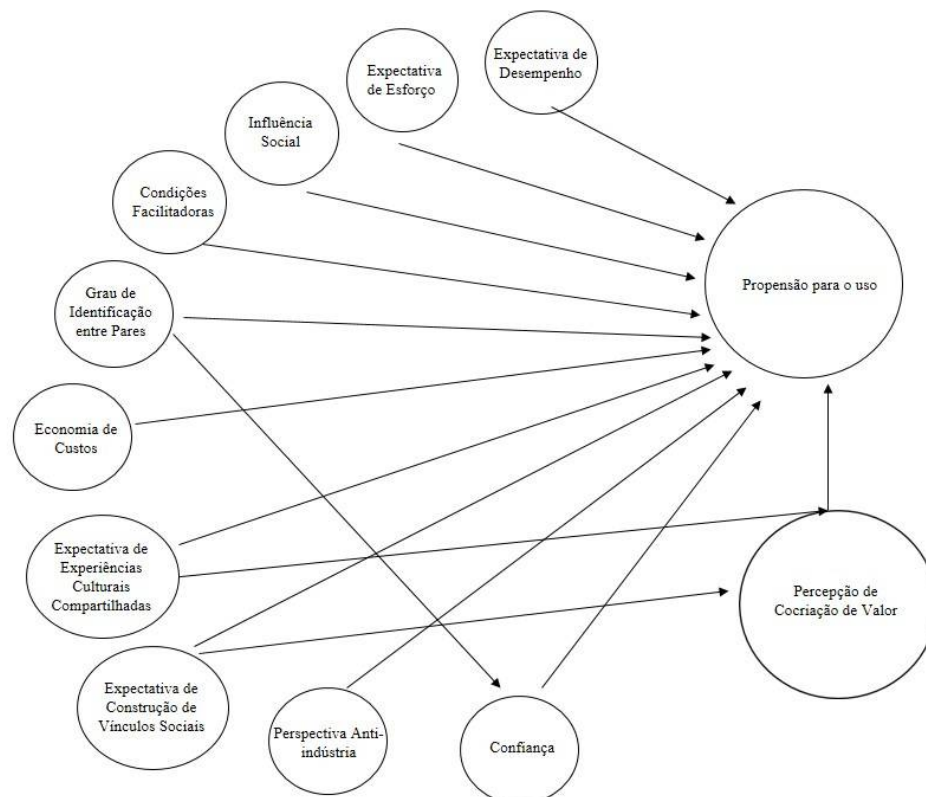 Expectativa de
Desempenho
Expectativa
de Esforço
Influência
Social
Condições
Facilitadoras
Grau de
Identificação
entre Pares
Propensão para o uso
Economia de
Custos
Expectativa de
Experiências
Culturais
Compartilhadas
Percepção de
Cocriação de Valor
Expectativa de
Construção de
Vínculos Sociais
Perspectiva Anti-
indústria
Confiança